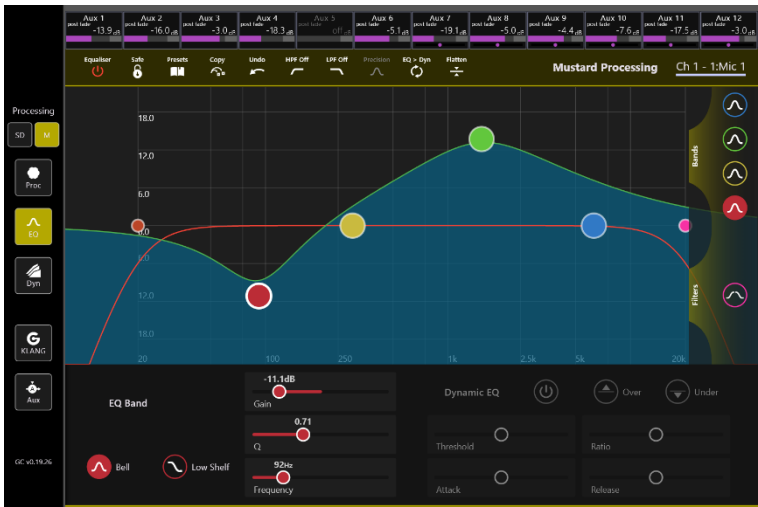 Aux 1
post fade
-13.9 dB
Aux 2
post fade
-16.0 dB
Aux 3
post fade
-3.0 dB
Aux 4
post fade
-18.3 dB
Aux 5
post fade
off dB
Aux 6
post fade
-5.1 dB
Aux 7
post fade
-19.1 dB
Aux 8
post fade
-5.0 dB
Aux 9
post fade
-4.4 dB
Aux 10
post fade
-7.6 dB
Aux 11
post fade
-17.5 dB
Aux 12
post fade
-3.0 dB
Equaliser
Safe
Presets
Copy
Undo
HPF Off
LPF Off
Precision
EQ > Dyn
Flatten
Mustard Processing
Ch 1 - 1:Mic 1
Processing
SD
M
Proc
EQ
Dyn
KLANG
Aux
GC v0.19.26
18.0
12.0
6.0
0.0
6.0
12.0
18.0
20
100
250
1k
2.5k
5k
20k
Bands
Filters
EQ Band
Bell
Low Shelf
-11.1dB
Gain
0.71
Q
92Hz
Frequency
Dynamic EQ
Over
Under
Threshold
Ratio
Attack
Release